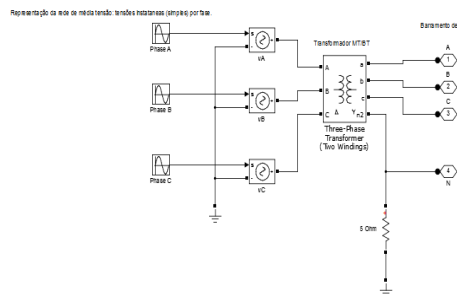 Representação da rede de média tensão: tensões instataneas (simples) por fase.
Barramento de
Phase A
s
-
vA
Transformador MT/BT
A
a
A
1
b
B
2
Phase B
s
-
vB
B
c
C
3
C
Δ
Y
n2
Three-Phase
Transformer
(Two Windings)
Phase C
s
-
vC
4
N
+
5 Ohm